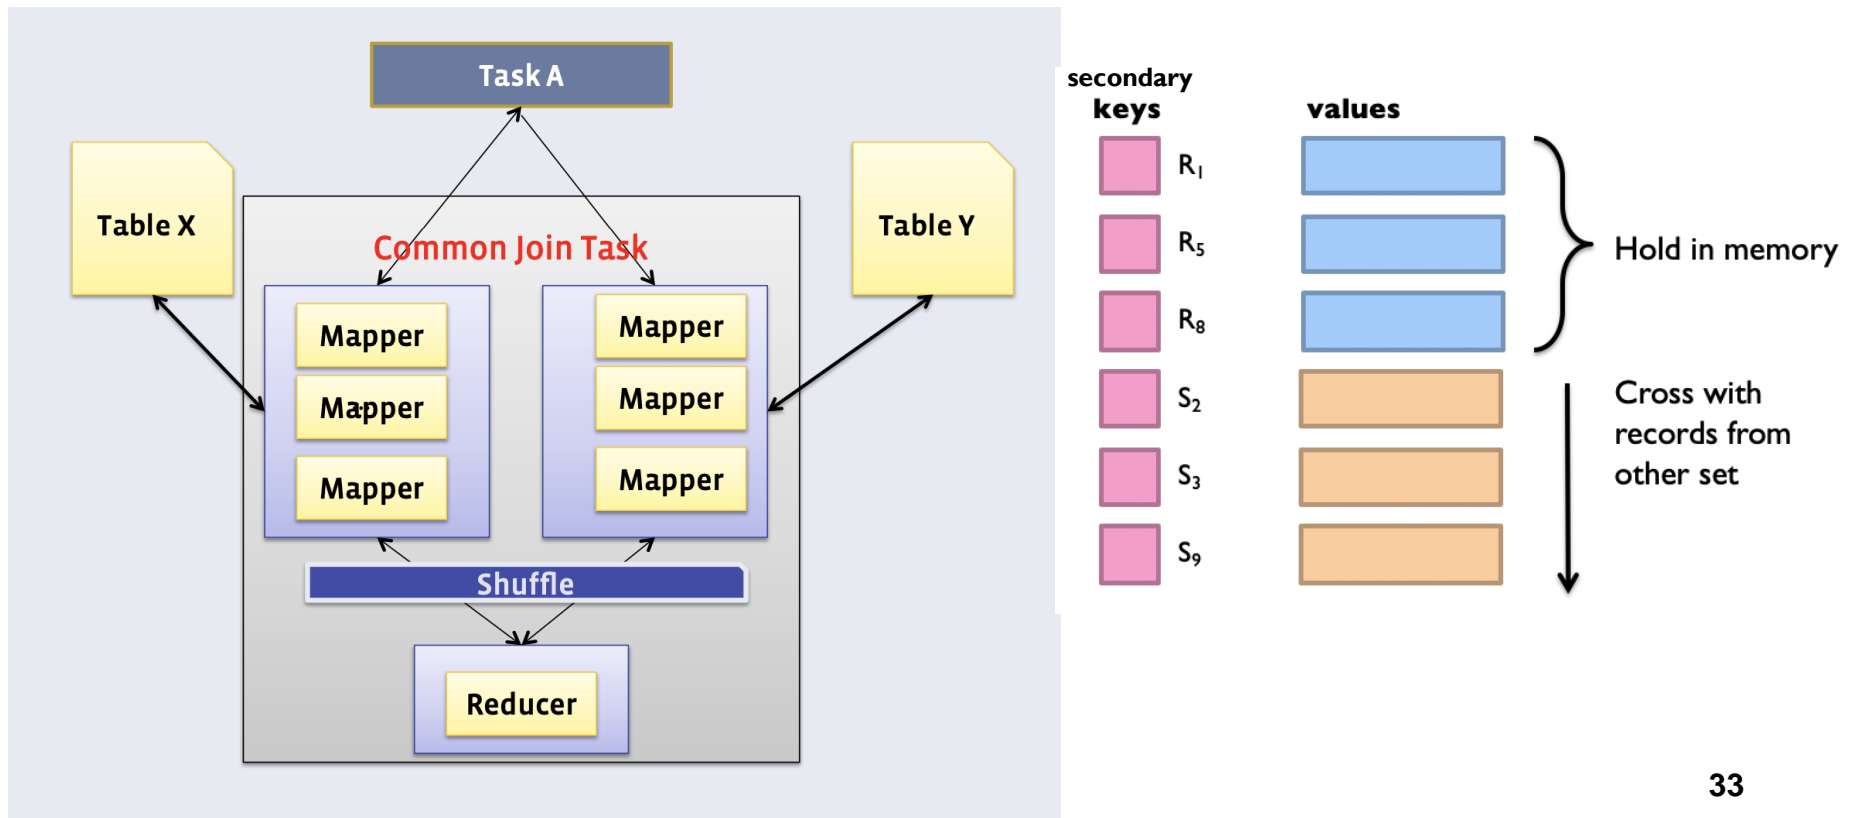 Task A
Table X
Table Y
Common Join Task
Mapper
Mapper
Mapper
Mapper
Mapper
Mapper
Shuffle
Reducer
secondary
keys
values
R1
R5
R8
S2
S3
S9
Hold in memory
Cross with
records from
other set
33